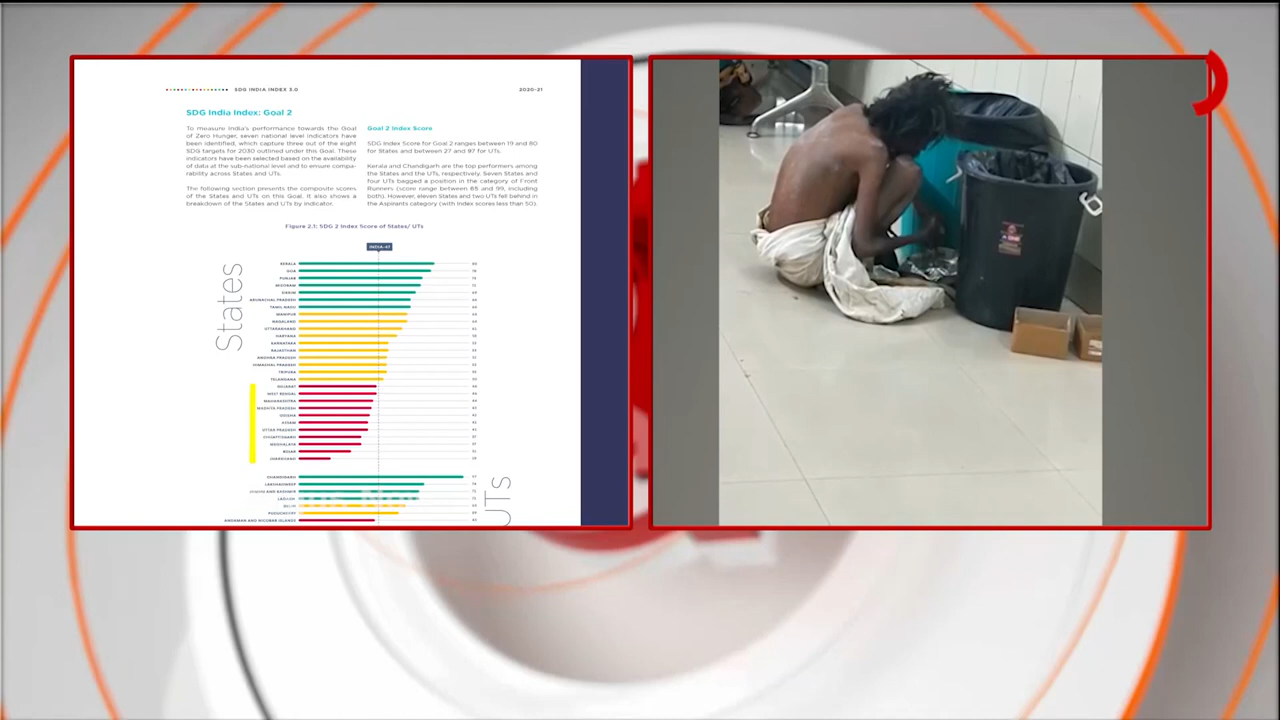 SDG INDIA INDEX 3.0
2020-21
SDG India Index: Goal 2
To measure India's performance towards the Goal
of Zero Hunger, seven national level indicators have
been identified, which capture three out of the eight
SDG targets for 2030 outlined under this Goal. These
indicators have been selected based on the availability
of data at the sub-national level and to ensure compa-
rability across States and UTs.
The following section presents the composite scores
of the States and UTs on this Goal. It also shows a
breakdown of the States and UTs by indicator.
Goal 2 Index Score
SDG Index Score for Goal 2 ranges between 19 and 80
for States and between 27 and 97 for UTs.
Kerala and Chandigarh are the top performers among
the States and the UTs, respectively. Seven States and
four UTs bagged a position in the category of Front
Runners (score range between 65 and 99, including
both). However, eleven States and two UTs fell behind in
the Aspirants category (with Index scores less than 50).
Figure 2.1: SDG 2 Index Score of States/ UTs
INDIA-47
States
KERALA 80
GOA
PUNJAB
MIZORAM
SIKKIM
ARUNACHAL PRADESH
TAMIL NADU
MANIPUR
NAGALAND
UTTARAKHAND
HARYANA
KARNATAKA
RAJASTHAN
ANDHRA PRADESH
HIMACHAL PRADESH
TRIPURA
TELANGANA
GUJARAT
WEST BENGAL
MAHARASHTRA
MADHYA PRADESH
ODISHA
ASSAM
UTTAR PRADESH
CHHATTISGARH
MEGHALAYA
BIHAR
JHARKHAND
UTs
CHANDIGARH 97
LAKSHADWEEP
JAMMU AND KASHMIR
LADAKH
DELHI
PUDUCHERRY
ANDAMAN AND NICOBAR ISLANDS